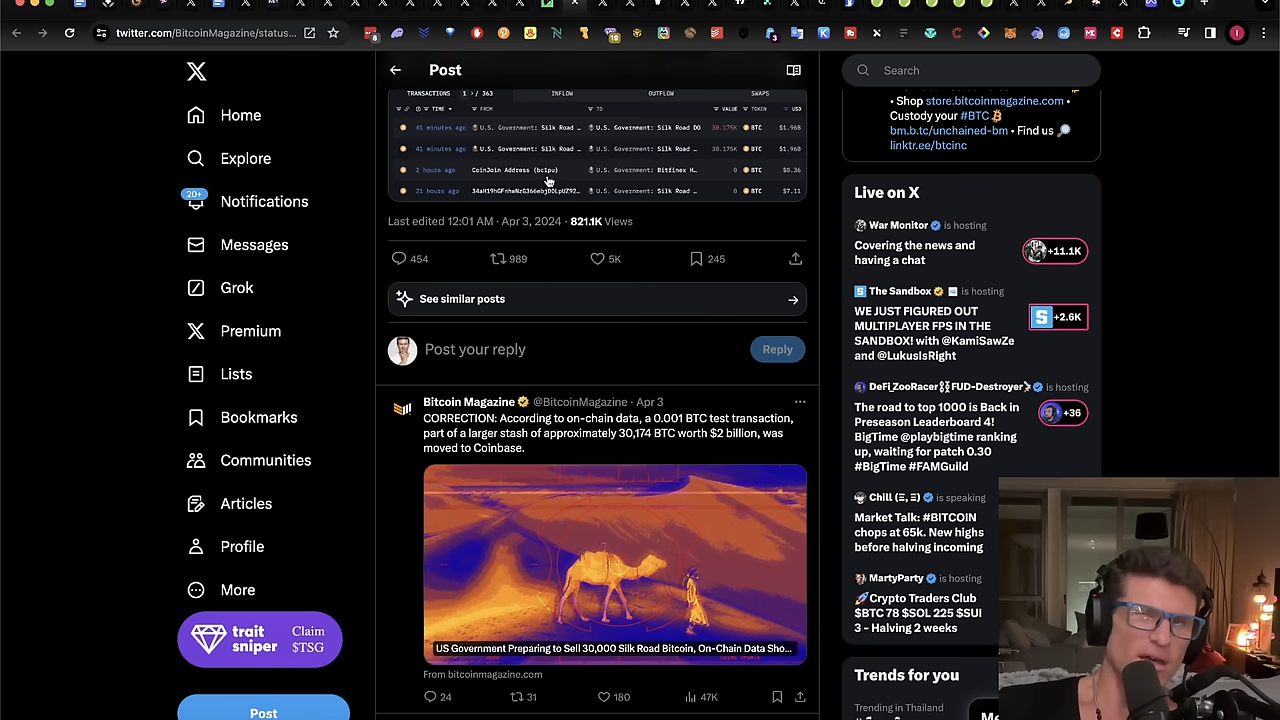 twitter.com/BitcoinMagazine/status...
Home
Explore
20+
Notifications
Messages
Grok
Premium
Lists
Bookmarks
Communities
Articles
Profile
More
trait sniper
Claim $TSG
Post
Post
TRANSACTIONS 1 / 363 INFLOW OUTFLOW SWAPS
TIME FROM TO VALUE TOKEN USD
41 minutes ago U.S. Government: Silk Road … U.S. Government: Silk Road DO 30.175K BTC $1.96B
41 minutes ago U.S. Government: Silk Road … U.S. Government: Silk Road … 30.175K BTC $1.96B
2 hours ago CoinJoin Address (bc1pu) U.S. Government: Bitfinex H… 0 BTC $0.36
21 hours ago U.S. Government: Silk Road … 0 BTC $7.11
Last edited 12:01 AM · Apr 3, 2024 · 821.1K Views
454 989 5K 245
See similar posts
Post your reply
Reply
Bitcoin Magazine @BitcoinMagazine · Apr 3
CORRECTION: According to on-chain data, a 0.001 BTC test transaction,
part of a larger stash of approximately 30,174 BTC worth $2 billion, was
moved to Coinbase.
US Government Preparing to Sell 30,000 Silk Road Bitcoin, On-Chain Data Sho...
From bitcoinmagazine.com
24 31 180 47K
Search
• Shop store.bitcoinmagazine.com •
Custody your #BTC
bm.b.tc/unchained-bm • Find us
linktr.ee/btcinc
Live on X
War Monitor is hosting
Covering the news and
having a chat
+11.1K
The Sandbox is hosting
WE JUST FIGURED OUT
MULTIPLAYER FPS IN THE
SANDBOX! with @KamiSawZe
and @LukusIsRight
S +2.6K
DeFi_ZooRacer FUD-Destroyer is hosting
The road to top 1000 is Back in
Preseason Leaderboard 4!
BigTime @playbigtime ranking
up, waiting for patch 0.30
#BigTime #FAMGuild
+36
Chill (Ξ, Ξ) is speaking
Market Talk: #BITCOIN
chops at 65k. New highs
before halving incoming
MartyParty is hosting
Crypto Traders Club
$BTC 78 $SOL 225 $SUI
3 - Halving 2 weeks
Trends for you
Trending in Thailand